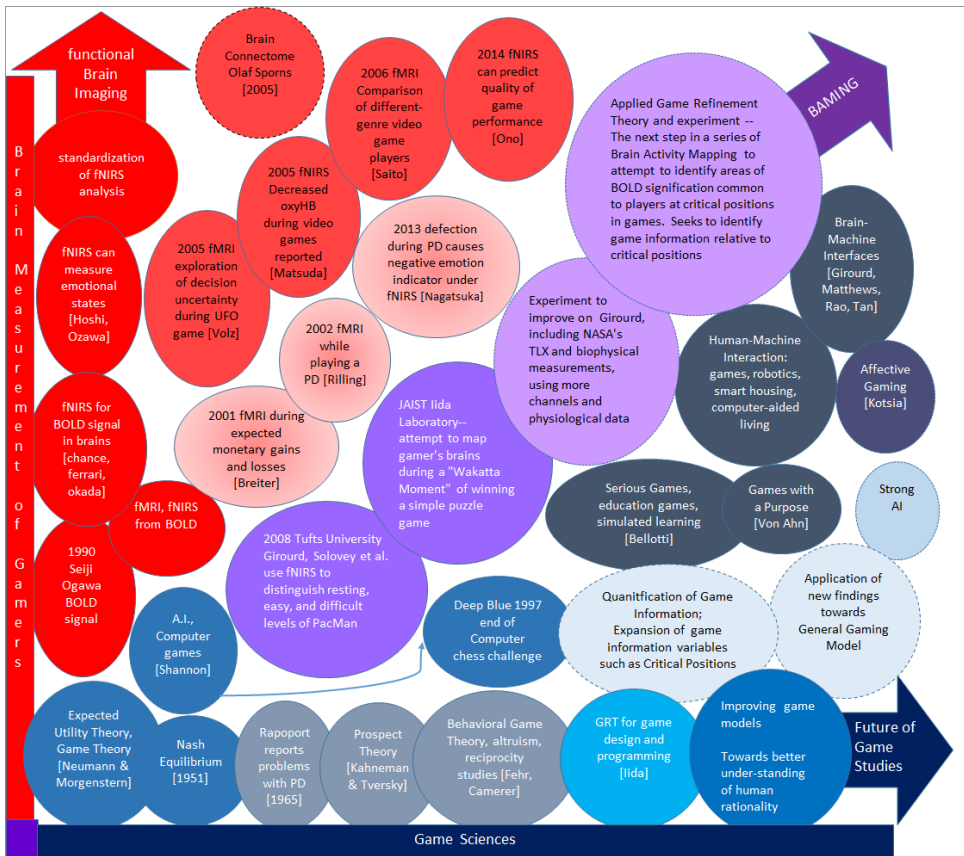 functional
Brain
Imaging
Brain
Connectome
Olaf Sporns
[2005]
2006 fMRI
Comparison
of different-
genre video
game
players
[Saito]
2014 fNIRS
can predict
quality of
game
performance
[Ono]
Applied Game Refinement
Theory and experiment --
The next step in a series of
Brain Activity Mapping to
attempt to identify areas of
BOLD signification common
to players at critical positions
in games. Seeks to identify
game information relative to
critical positions
BAMING
Brain Measurement of Gamers
standardization
of fNIRS
analysis
2005 fNIRS
Decreased
oxyHB
during video
games
reported
[Matsuda]
fNIRS can
measure
emotional
states
[Hoshi,
Ozawa]
2005 fMRI
exploration
of decision
uncertainty
during UFO
game [Volz]
2013 defection
during PD causes
negative emotion
indicator under
fNIRS [Nagatsuka]
Brain-
Machine
Interfaces
[Girourd,
Matthews,
Rao, Tan]
Experiment to
improve on Girourd,
including NASA's
TLX and biophysical
measurements,
using more
channels and
physiological data
2002 fMRI
while
playing a
PD [Rilling]
Human-Machine
Interaction:
games, robotics,
smart housing,
computer-aided
living
Affective
Gaming
[Kotsia]
fNIRS for
BOLD signal
in brains
[chance,
ferrari,
okada]
2001 fMRI during
expected
monetary gains
and losses
[Breiter]
JAIST Iida
Laboratory--
attempt to map
gamer's brains
during a "Wakatta
Moment" of winning
a simple puzzle
game
fMRI, fNIRS
from BOLD
Serious Games,
education games,
simulated learning
[Bellotti]
Games with
a Purpose
[Von Ahn]
Strong
AI
1990
Seiji
Ogawa
BOLD
signal
2008 Tufts University
Girourd, Solovey et al.
use fNIRS to
distinguish resting,
easy, and difficult
levels of PacMan
A.I.,
Computer
games
[Shannon]
Deep Blue 1997
end of
Computer
chess challenge
Quanitfication of Game
Information;
Expansion of game
information variables
such as Critical Positions
Application of
new findings
towards
General Gaming
Model
Expected
Utility Theory,
Game Theory
[Neumann &
Morgenstern]
Nash
Equilibrium
[1951]
Rapoport
reports
problems
with PD
[1965]
Prospect
Theory
[Kahneman
& Tversky]
Behavioral Game
Theory, altruism,
reciprocity
studies [Fehr,
Camerer]
GRT for game
design and
programming
[Iida]
Improving game
models
Towards better
under-standing
of human
rationality
Future of
Game
Studies
Game Sciences